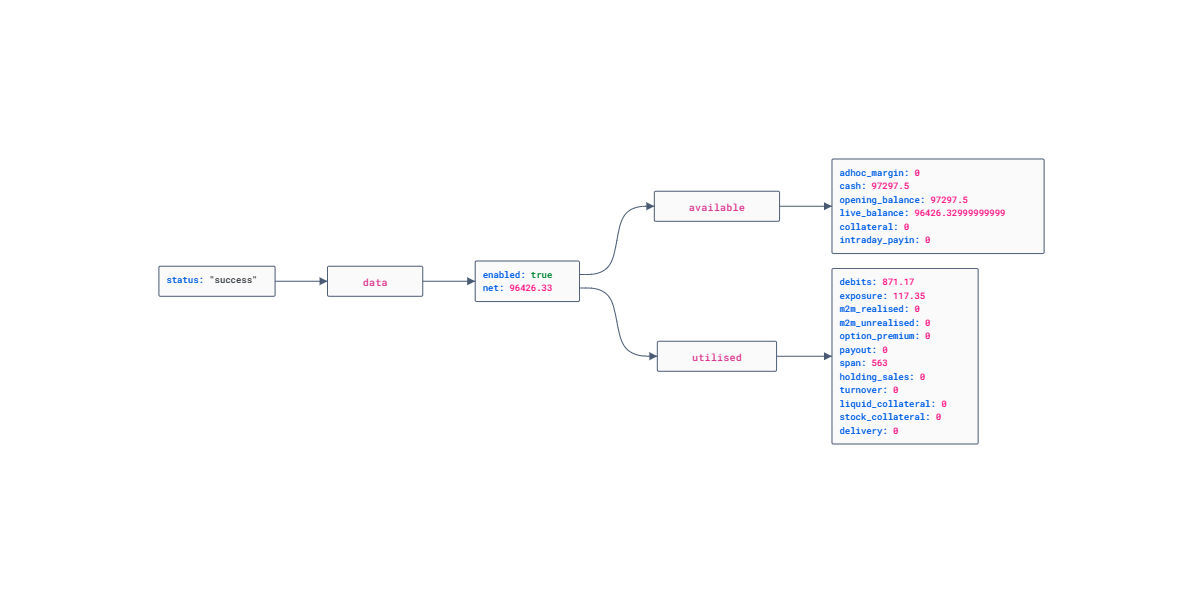 status: "success"
data
enabled: true
net: 96426.33
available
adhoc_margin: 0
cash: 97297.5
opening_balance: 97297.5
live_balance: 96426.32999999999
collateral: 0
intraday_payin: 0
utilised
debits: 871.17
exposure: 117.35
m2m_realised: 0
m2m_unrealised: 0
option_premium: 0
payout: 0
span: 563
holding_sales: 0
turnover: 0
liquid_collateral: 0
stock_collateral: 0
delivery: 0